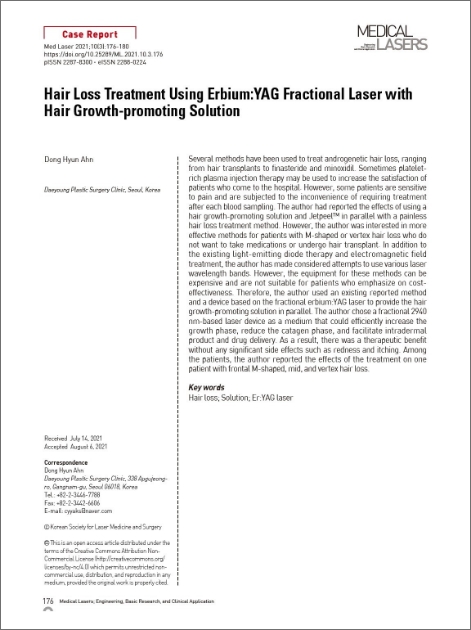 Case Report
Med Laser 2021;10(3):176-180
https://doi.org/10.25289/ML.2021.10.3.176
pISSN 2287-8300 • eISSN 2288-0224
MEDICAL
LASERS
Hair Loss Treatment Using Erbium:YAG Fractional Laser with
Hair Growth-promoting Solution
Dong Hyun Ahn
Daeyoung Plastic Surgery Clinic, Seoul, Korea
Several methods have been used to treat androgenetic hair loss, ranging
from hair transplants to finasteride and minoxidil. Sometimes platelet-
rich plasma injection therapy may be used to increase the satisfaction of
patients who come to the hospital. However, some patients are sensitive
to pain and are subjected to the inconvenience of requiring treatment
after each blood sampling. The author had reported the effects of using a
hair growth-promoting solution and Jetpeel™ in parallel with a painless
hair loss treatment method. However, the author was interested in more
effective methods for patients with M-shaped or vertex hair loss who do
not want to take medications or undergo hair transplant. In addition to
the existing light-emitting diode therapy and electromagnetic field
treatment, the author has made considered attempts to use various laser
wavelength bands. However, the equipment for these methods can be
expensive and are not suitable for patients who emphasize on cost-
effectiveness. Therefore, the author used an existing reported method
and a device based on the fractional erbium:YAG laser to provide the hair
growth-promoting solution in parallel. The author chose a fractional 2940
nm-based laser device as a medium that could efficiently increase the
growth phase, reduce the catagen phase, and facilitate intradermal
product and drug delivery. As a result, there was a therapeutic benefit
without any significant side effects such as redness and itching. Among
the patients, the author reported the effects of the treatment on one
patient with frontal M-shaped, mid, and vertex hair loss.
Key words
Hair loss, Solution, Er:YAG laser
Received July 14, 2021
Accepted August 6, 2021
Correspondence
Dong Hyun Ahn
Daeyoung Plastic Surgery Clinic, 338 Apgujeong-
ro, Gangnam-gu, Seoul 06018, Korea
Tel.: +82-2-3446-7788
Fax: +82-2-3442-6606
E-mail: cyyaku@naver.com
© Korean Society for Laser Medicine and Surgery
This is an open access article distributed under the
terms of the Creative Commons Attribution Non-
Commercial License (http://creativecommons.org/
licenses/by-nc/4.0) which permits unrestricted non-
commercial use, distribution, and reproduction in any
medium, provided the original work is properly cited.
176 Medical Lasers; Engineering, Basic Research, and Clinical Application